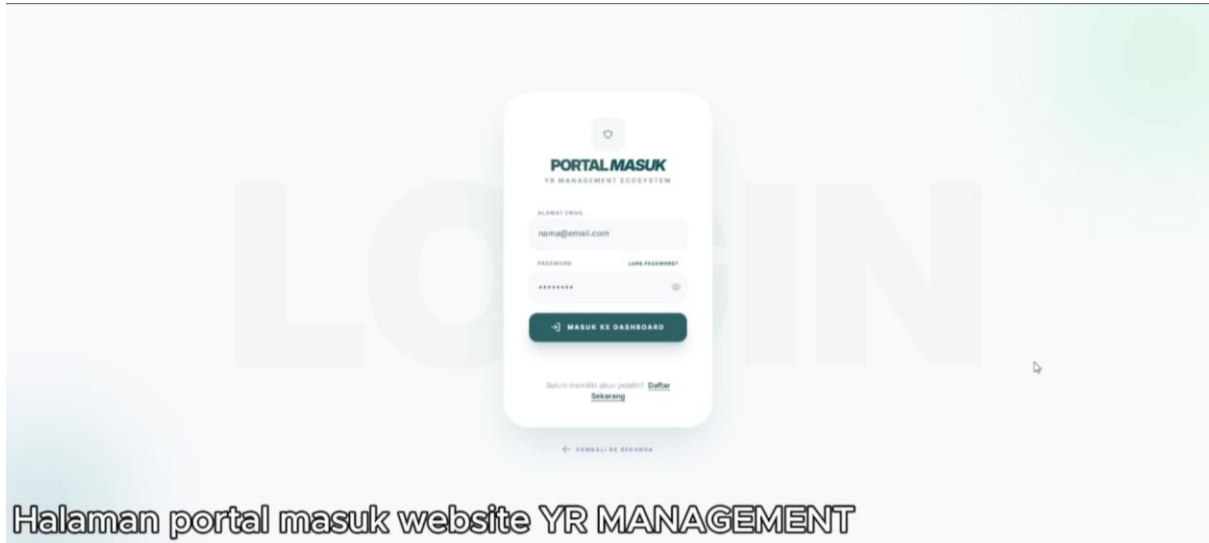 LOGIN
PORTAL MASUK
YR MANAGEMENT ECOSYSTEM
ALAMAT EMAIL
nama@email.com
PASSWORD LUPA PASSWORD?
••••••••
MASUK KE DASHBOARD
Belum memiliki akun pelatih? Daftar
Sekarang
KEMBALI KE BERANDA
Halaman portal masuk website YR MANAGEMENT